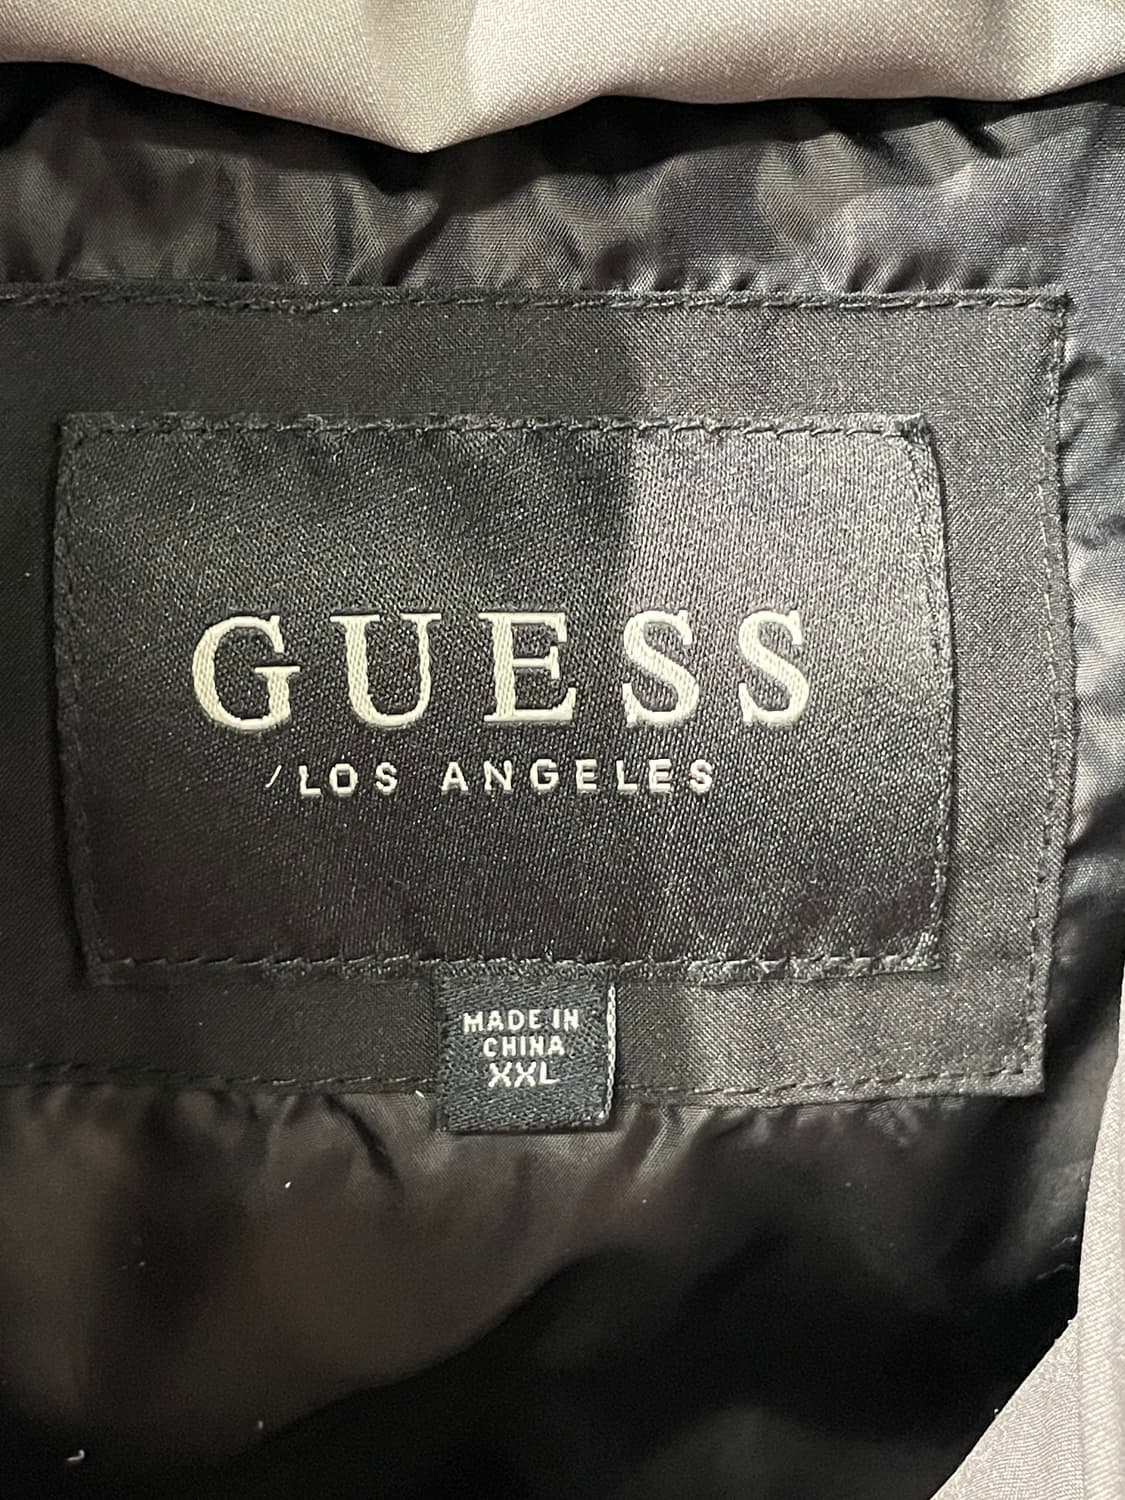 GUESS
/LOS ANGELES
MADE IN
CHINA
XXL